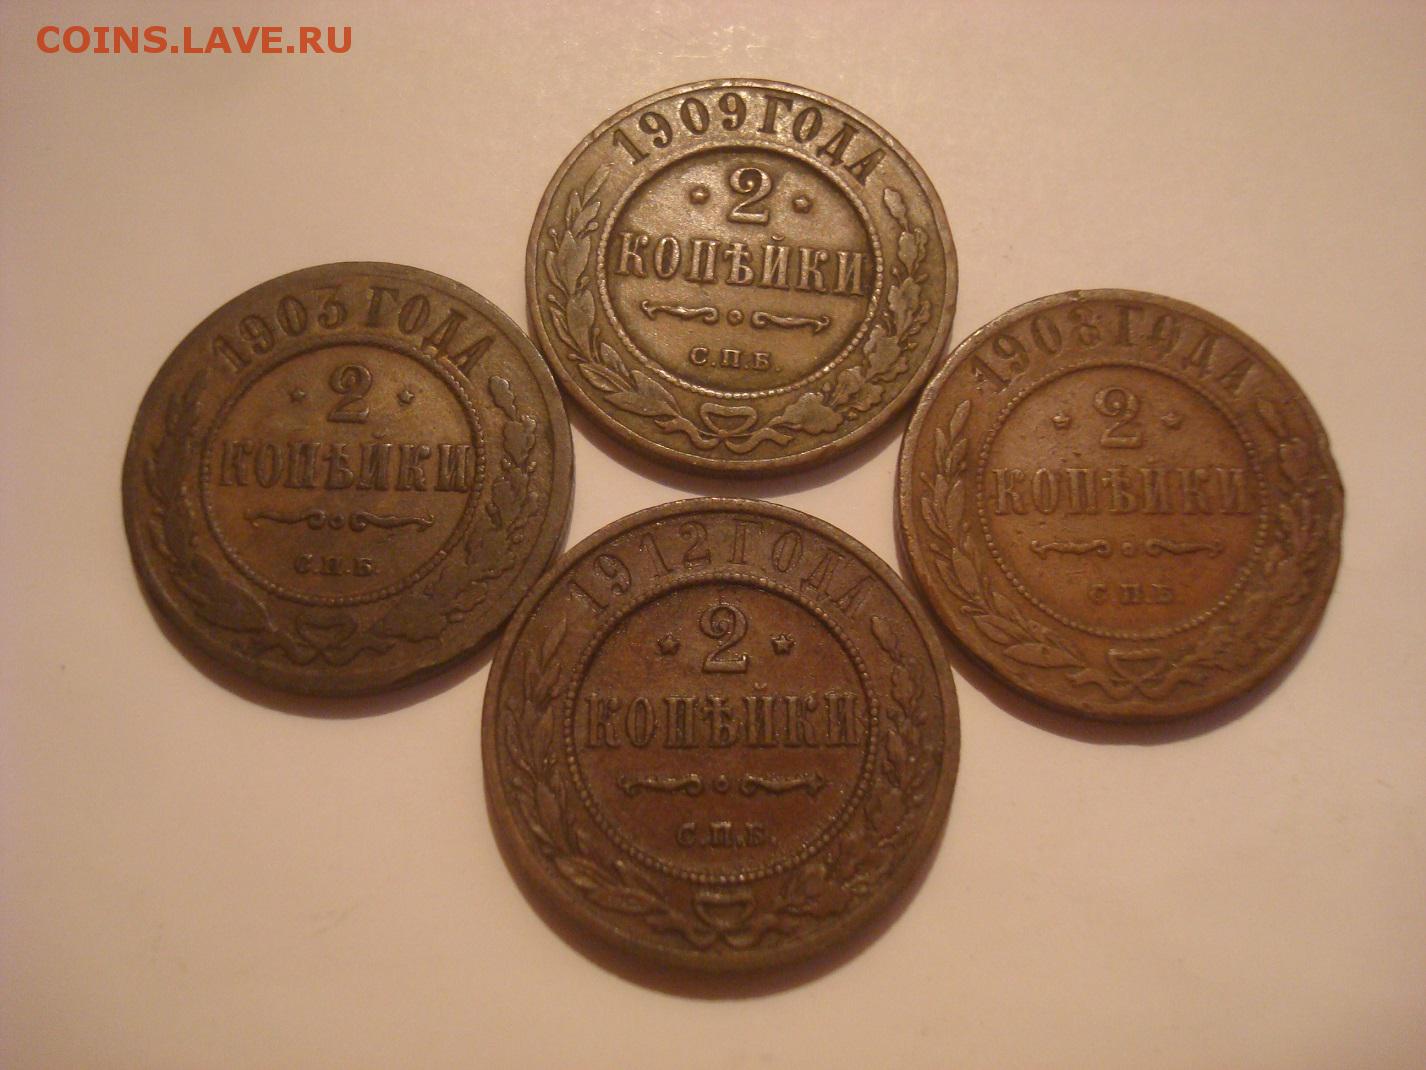 COINS.LAVE.RU
1909 ГОДА
2
КОПѢЙКИ
С.П.Б.
1903 ГОДА
2
КОПѢЙКИ
С.П.Б.
1908 ГОДА
2
КОПѢЙКИ
С.П.Б.
1912 ГОДА
2
КОПѢЙКИ
С.П.Б.